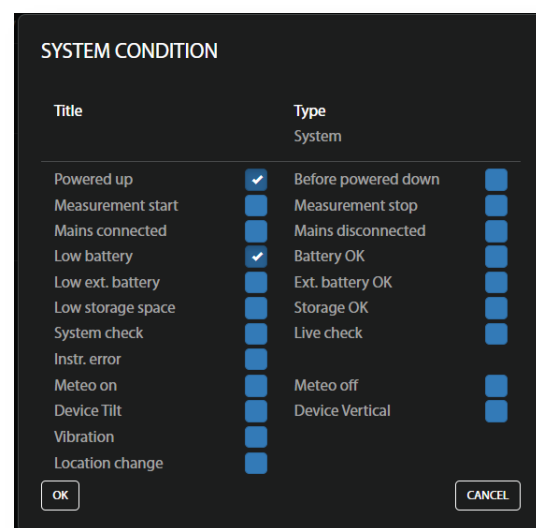 SYSTEM CONDITION
Title Type
System
Powered up Before powered down
Measurement start Measurement stop
Mains connected Mains disconnected
Low battery Battery OK
Low ext. battery Ext. battery OK
Low storage space Storage OK
System check Live check
Instr. error
Meteo on Meteo off
Device Tilt Device Vertical
Vibration
Location change
OK CANCEL